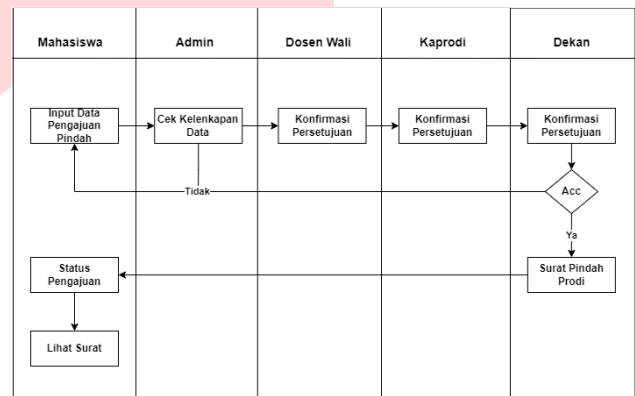 Mahasiswa
Admin
Dosen Wali
Kaprodi
Dekan
Input Data
Pengajuan
Pindah
Cek Kelenkapan
Data
Konfirmasi
Persetujuan
Konfirmasi
Persetujuan
Konfirmasi
Persetujuan
Tidak
Acc
Ya
Status
Pengajuan
Surat Pindah
Prodi
Lihat Surat